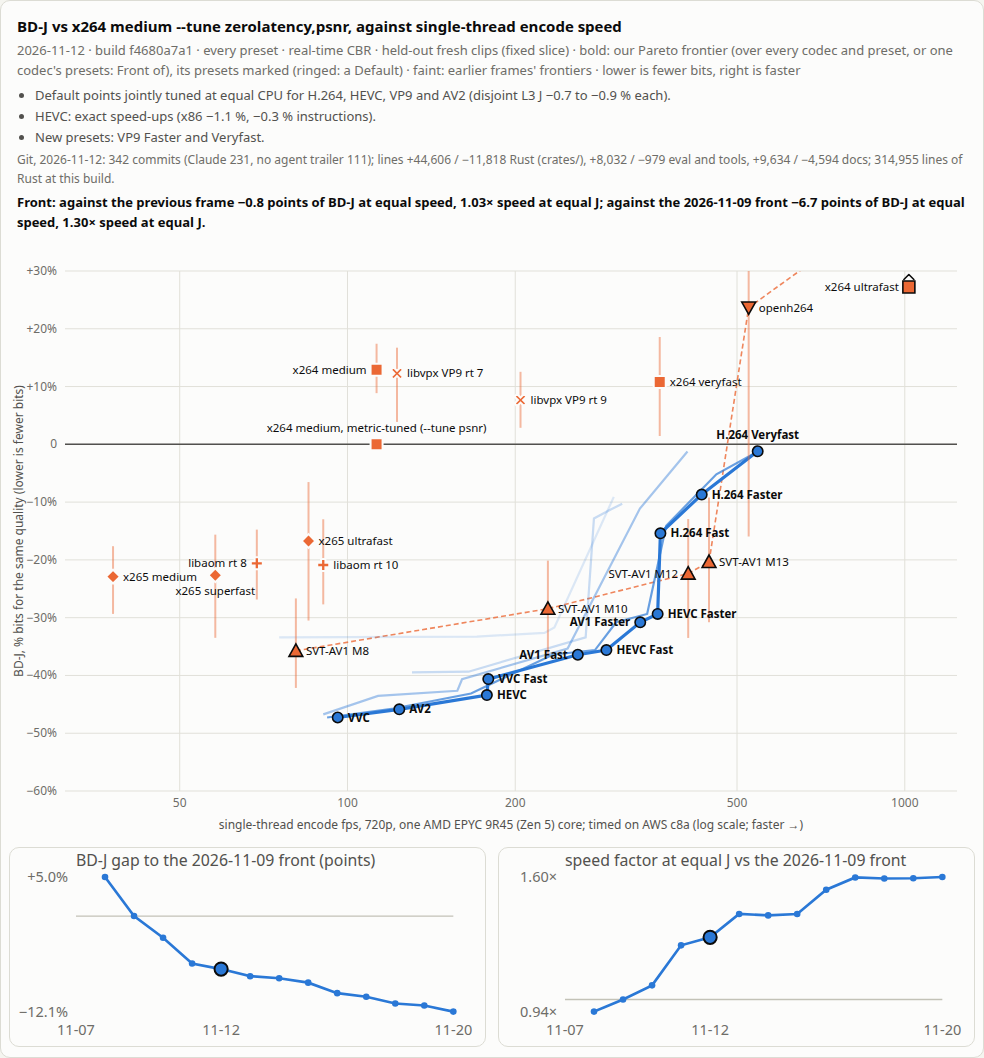 BD-J vs x264 medium --tune zerolatency,psnr, against single-thread encode speed
2026-11-12 · build f4680a7a1 · every preset · real-time CBR · held-out fresh clips (fixed slice) · bold: our Pareto frontier (over every codec and preset, or one
codec's presets: Front of), its presets marked (ringed: a Default) · faint: earlier frames' frontiers · lower is fewer bits, right is faster
• Default points jointly tuned at equal CPU for H.264, HEVC, VP9 and AV2 (disjoint L3 J −0.7 to −0.9 % each).
• HEVC: exact speed-ups (x86 −1.1 %, −0.3 % instructions).
• New presets: VP9 Faster and Veryfast.
Git, 2026-11-12: 342 commits (Claude 231, no agent trailer 111); lines +44,606 / −11,818 Rust (crates/), +8,032 / −979 eval and tools, +9,634 / −4,594 docs; 314,955 lines of
Rust at this build.
Front: against the previous frame −0.8 points of BD-J at equal speed, 1.03× speed at equal J; against the 2026-11-09 front −6.7 points of BD-J at equal
speed, 1.30× speed at equal J.
BD-J, % bits for the same quality (lower is fewer bits)
+30%
+20%
+10%
0
−10%
−20%
−30%
−40%
−50%
−60%
x264 ultrafast
openh264
x264 medium
libvpx VP9 rt 7
x264 veryfast
libvpx VP9 rt 9
x264 medium, metric-tuned (--tune psnr)
H.264 Veryfast
H.264 Faster
H.264 Fast
x265 ultrafast
libaom rt 8
libaom rt 10
SVT-AV1 M13
SVT-AV1 M12
x265 medium
x265 superfast
SVT-AV1 M10
HEVC Faster
AV1 Faster
SVT-AV1 M8
AV1 Fast
HEVC Fast
VVC Fast
HEVC
AV2
VVC
50
100
200
500
1000
single-thread encode fps, 720p, one AMD EPYC 9R45 (Zen 5) core; timed on AWS c8a (log scale; faster →)
BD-J gap to the 2026-11-09 front (points)
+5.0%
−12.1%
11-07
11-12
11-20
speed factor at equal J vs the 2026-11-09 front
1.60×
0.94×
11-07
11-12
11-20